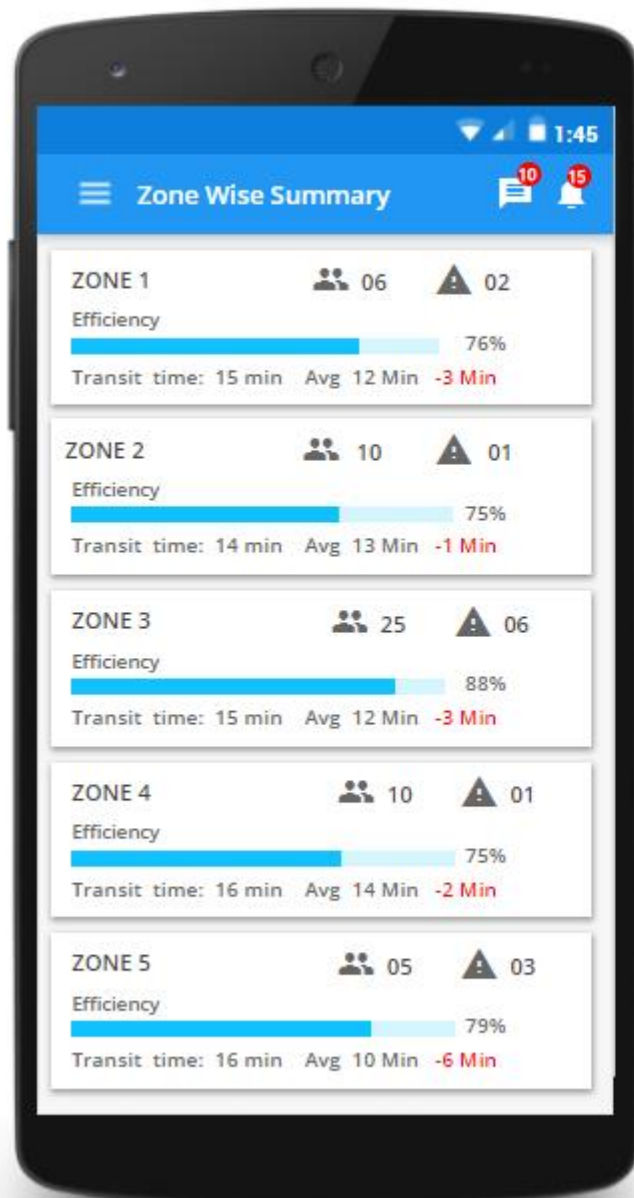 1:45
Zone Wise Summary 10 15
ZONE 1 06 02
Efficiency
76%
Transit time: 15 min Avg 12 Min -3 Min
ZONE 2 10 01
Efficiency
75%
Transit time: 14 min Avg 13 Min -1 Min
ZONE 3 25 06
Efficiency
88%
Transit time: 15 min Avg 12 Min -3 Min
ZONE 4 10 01
Efficiency
75%
Transit time: 16 min Avg 14 Min -2 Min
ZONE 5 05 03
Efficiency
79%
Transit time: 16 min Avg 10 Min -6 Min